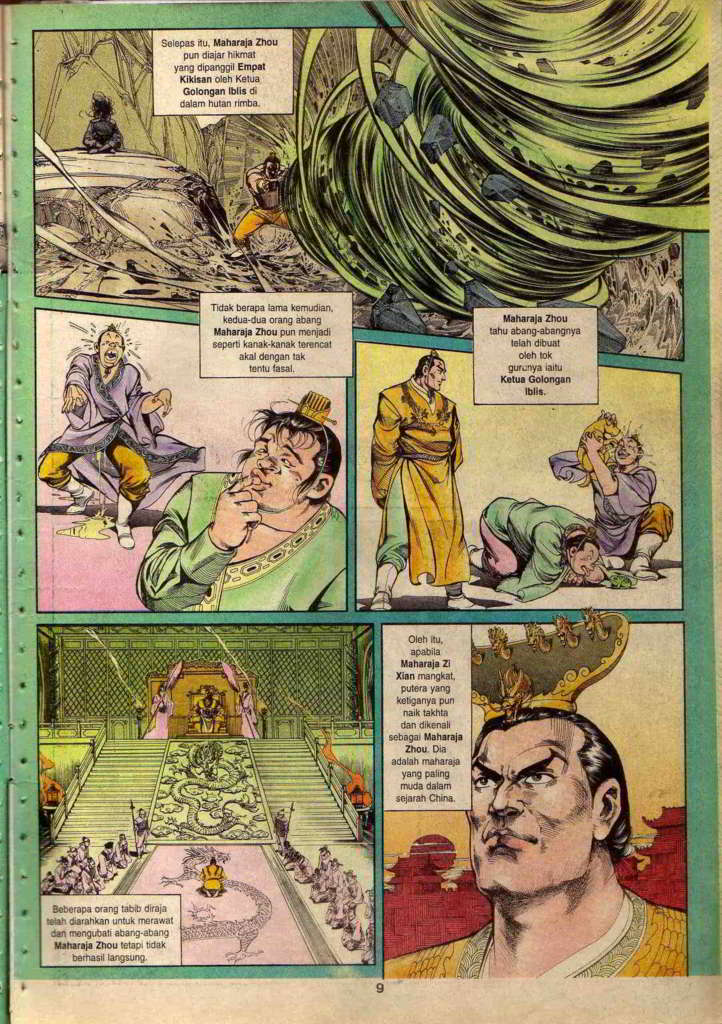 Selepas itu, Maharaja Zhou
pun diajar hikmat
yang dipanggil Empat
Kikisan oleh Ketua
Golongan Iblis di
dalam hutan rimba.
Tidak berapa lama kemudian,
kedua-dua orang abang
Maharaja Zhou pun menjadi
seperti kanak-kanak terencat
akal dengan tak
tentu fasal.
Maharaja Zhou
tahu abang-abangnya
telah dibuat
oleh tok
gurunya iaitu
Ketua Golongan
Iblis.
Beberapa orang tabib diraja
telah diarahkan untuk merawat
dan mengubati abang-abang
Maharaja Zhou tetapi tidak
berhasil langsung.
Oleh itu,
apabila
Maharaja Zi
Xian mangkat,
putera yang
ketiganya pun
naik takhta
dan dikenali
sebagai Maharaja
Zhou. Dia
adalah maharaja
yang paling
muda dalam
sejarah China.
9